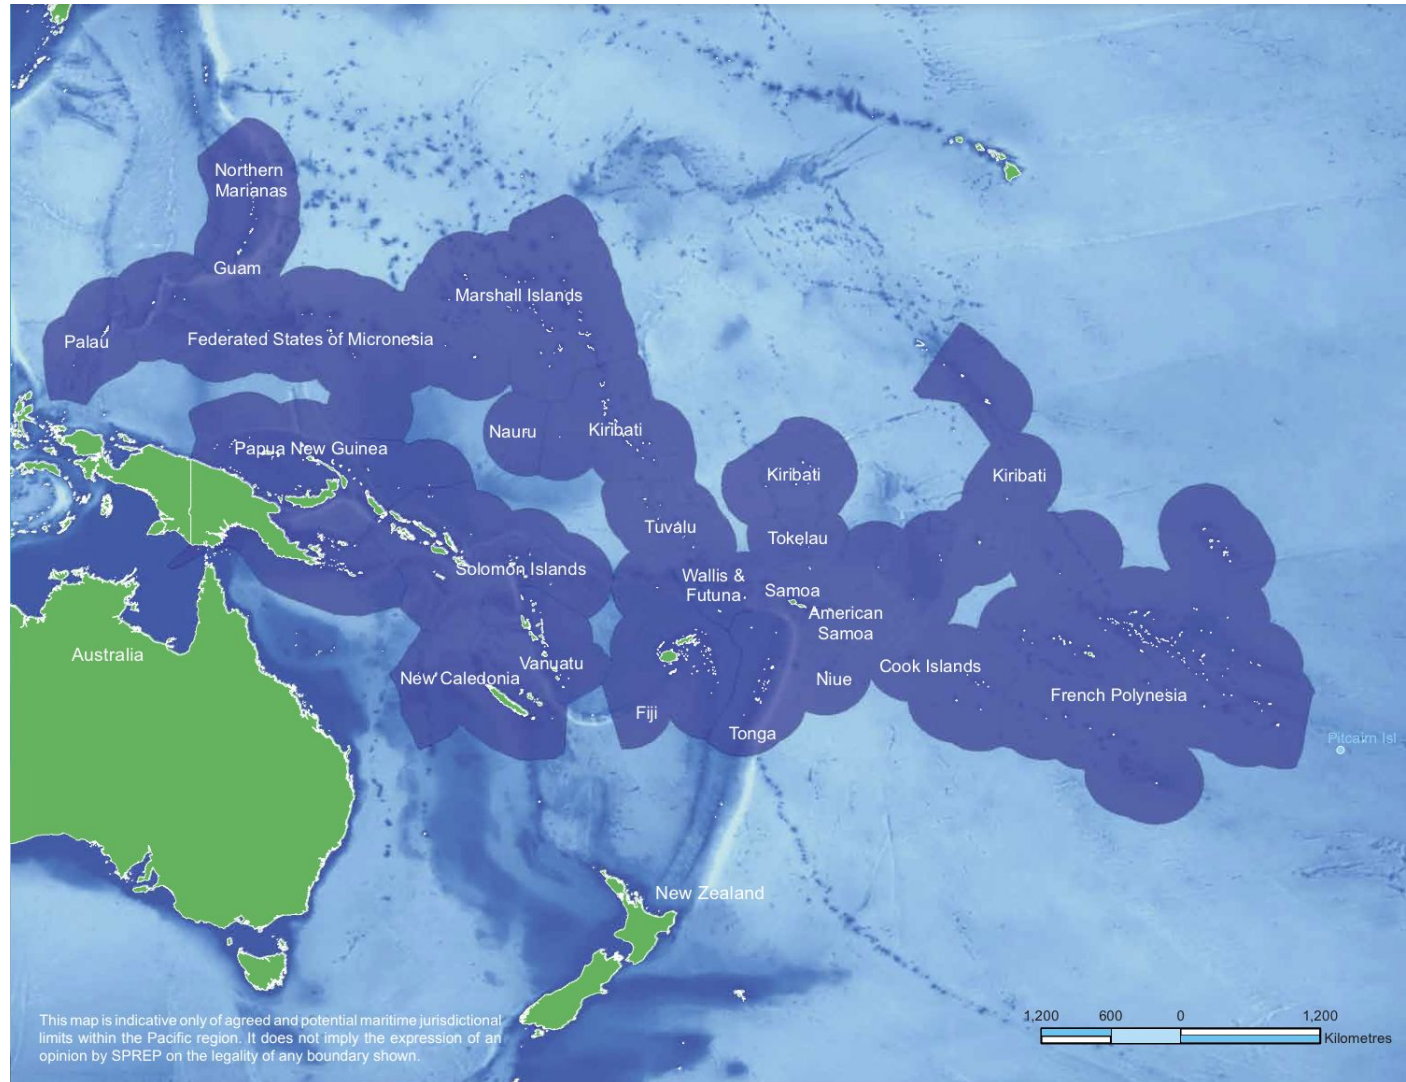 Northern
Marianas
Guam
Marshall Islands
Palau
Federated States of Micronesia
Nauru
Kiribati
Papua New Guinea
Kiribati
Kiribati
Tuvalu
Tokelau
Solomon Islands
Wallis &
Futuna
Samoa
American
Samoa
Australia
Vanuatu
New Caledonia
Cook Islands
Niue
French Polynesia
Fiji
Tonga
Pitcairn Isl
New Zealand
This map is indicative only of agreed and potential maritime jurisdictional
limits within the Pacific region. It does not imply the expression of an
opinion by SPREP on the legality of any boundary shown.
1,200 600 0 1,200
Kilometres